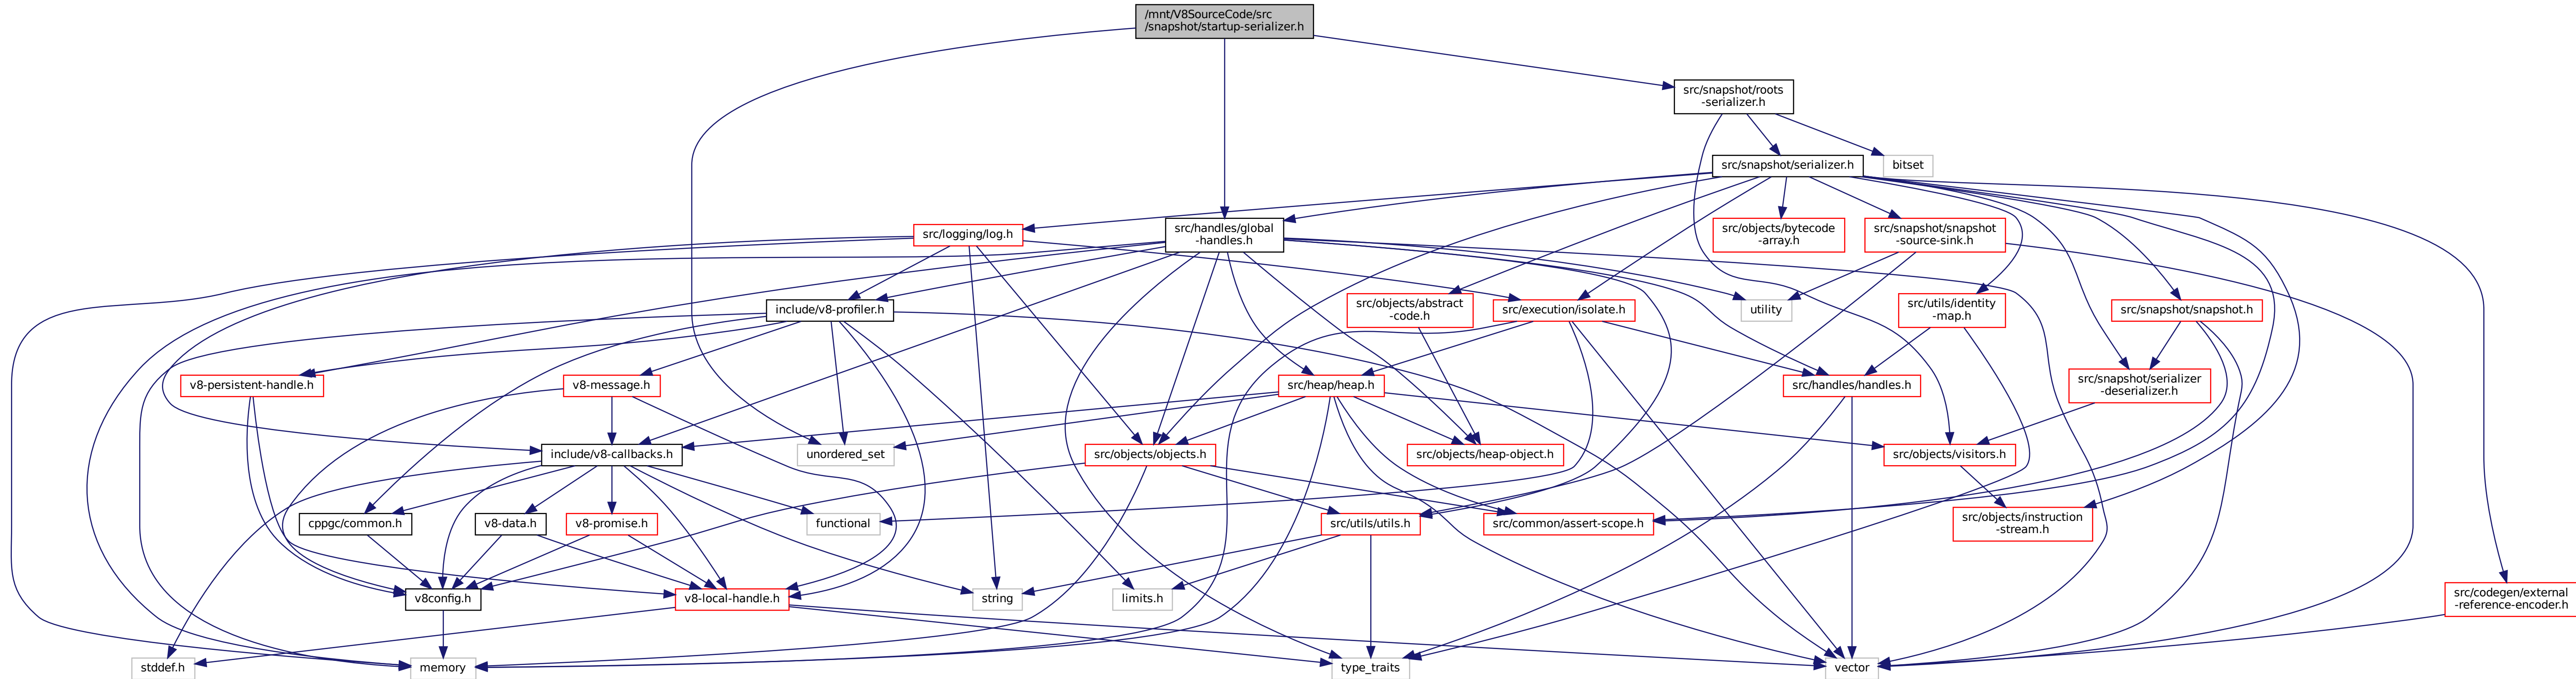 /mnt/V8SourceCode/src
/snapshot/startup-serializer.h
src/snapshot/roots
-serializer.h
src/snapshot/serializer.h
bitset
src/logging/log.h
src/handles/global
-handles.h
src/objects/bytecode
-array.h
src/snapshot/snapshot
-source-sink.h
include/v8-profiler.h
src/objects/abstract
-code.h
src/execution/isolate.h
utility
src/utils/identity
-map.h
src/snapshot/snapshot.h
v8-persistent-handle.h
v8-message.h
src/heap/heap.h
src/handles/handles.h
src/snapshot/serializer
-deserializer.h
include/v8-callbacks.h
unordered_set
src/objects/objects.h
src/objects/heap-object.h
src/objects/visitors.h
cppgc/common.h
v8-data.h
v8-promise.h
functional
src/utils/utils.h
src/common/assert-scope.h
src/objects/instruction
-stream.h
v8config.h
v8-local-handle.h
string
limits.h
src/codegen/external
-reference-encoder.h
stddef.h
memory
type_traits
vector